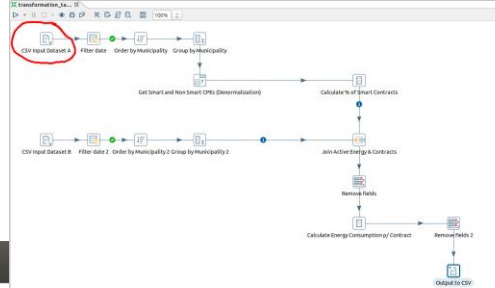 transformation_ta...
100%
CSV Input Dataset A
Filter date
Order by Municipality
Group by Municipality
Get Smart and Non Smart CPEs (Denormalization)
Calculate % of Smart Contracts
CSV Input Dataset B
Filter date 2
Order by Municipality 2
Group by Municipality 2
Join Active Energy & Contracts
Remove fields
Calculate Energy Consumption p/ Contract
Remove fields 2
Output to CSV